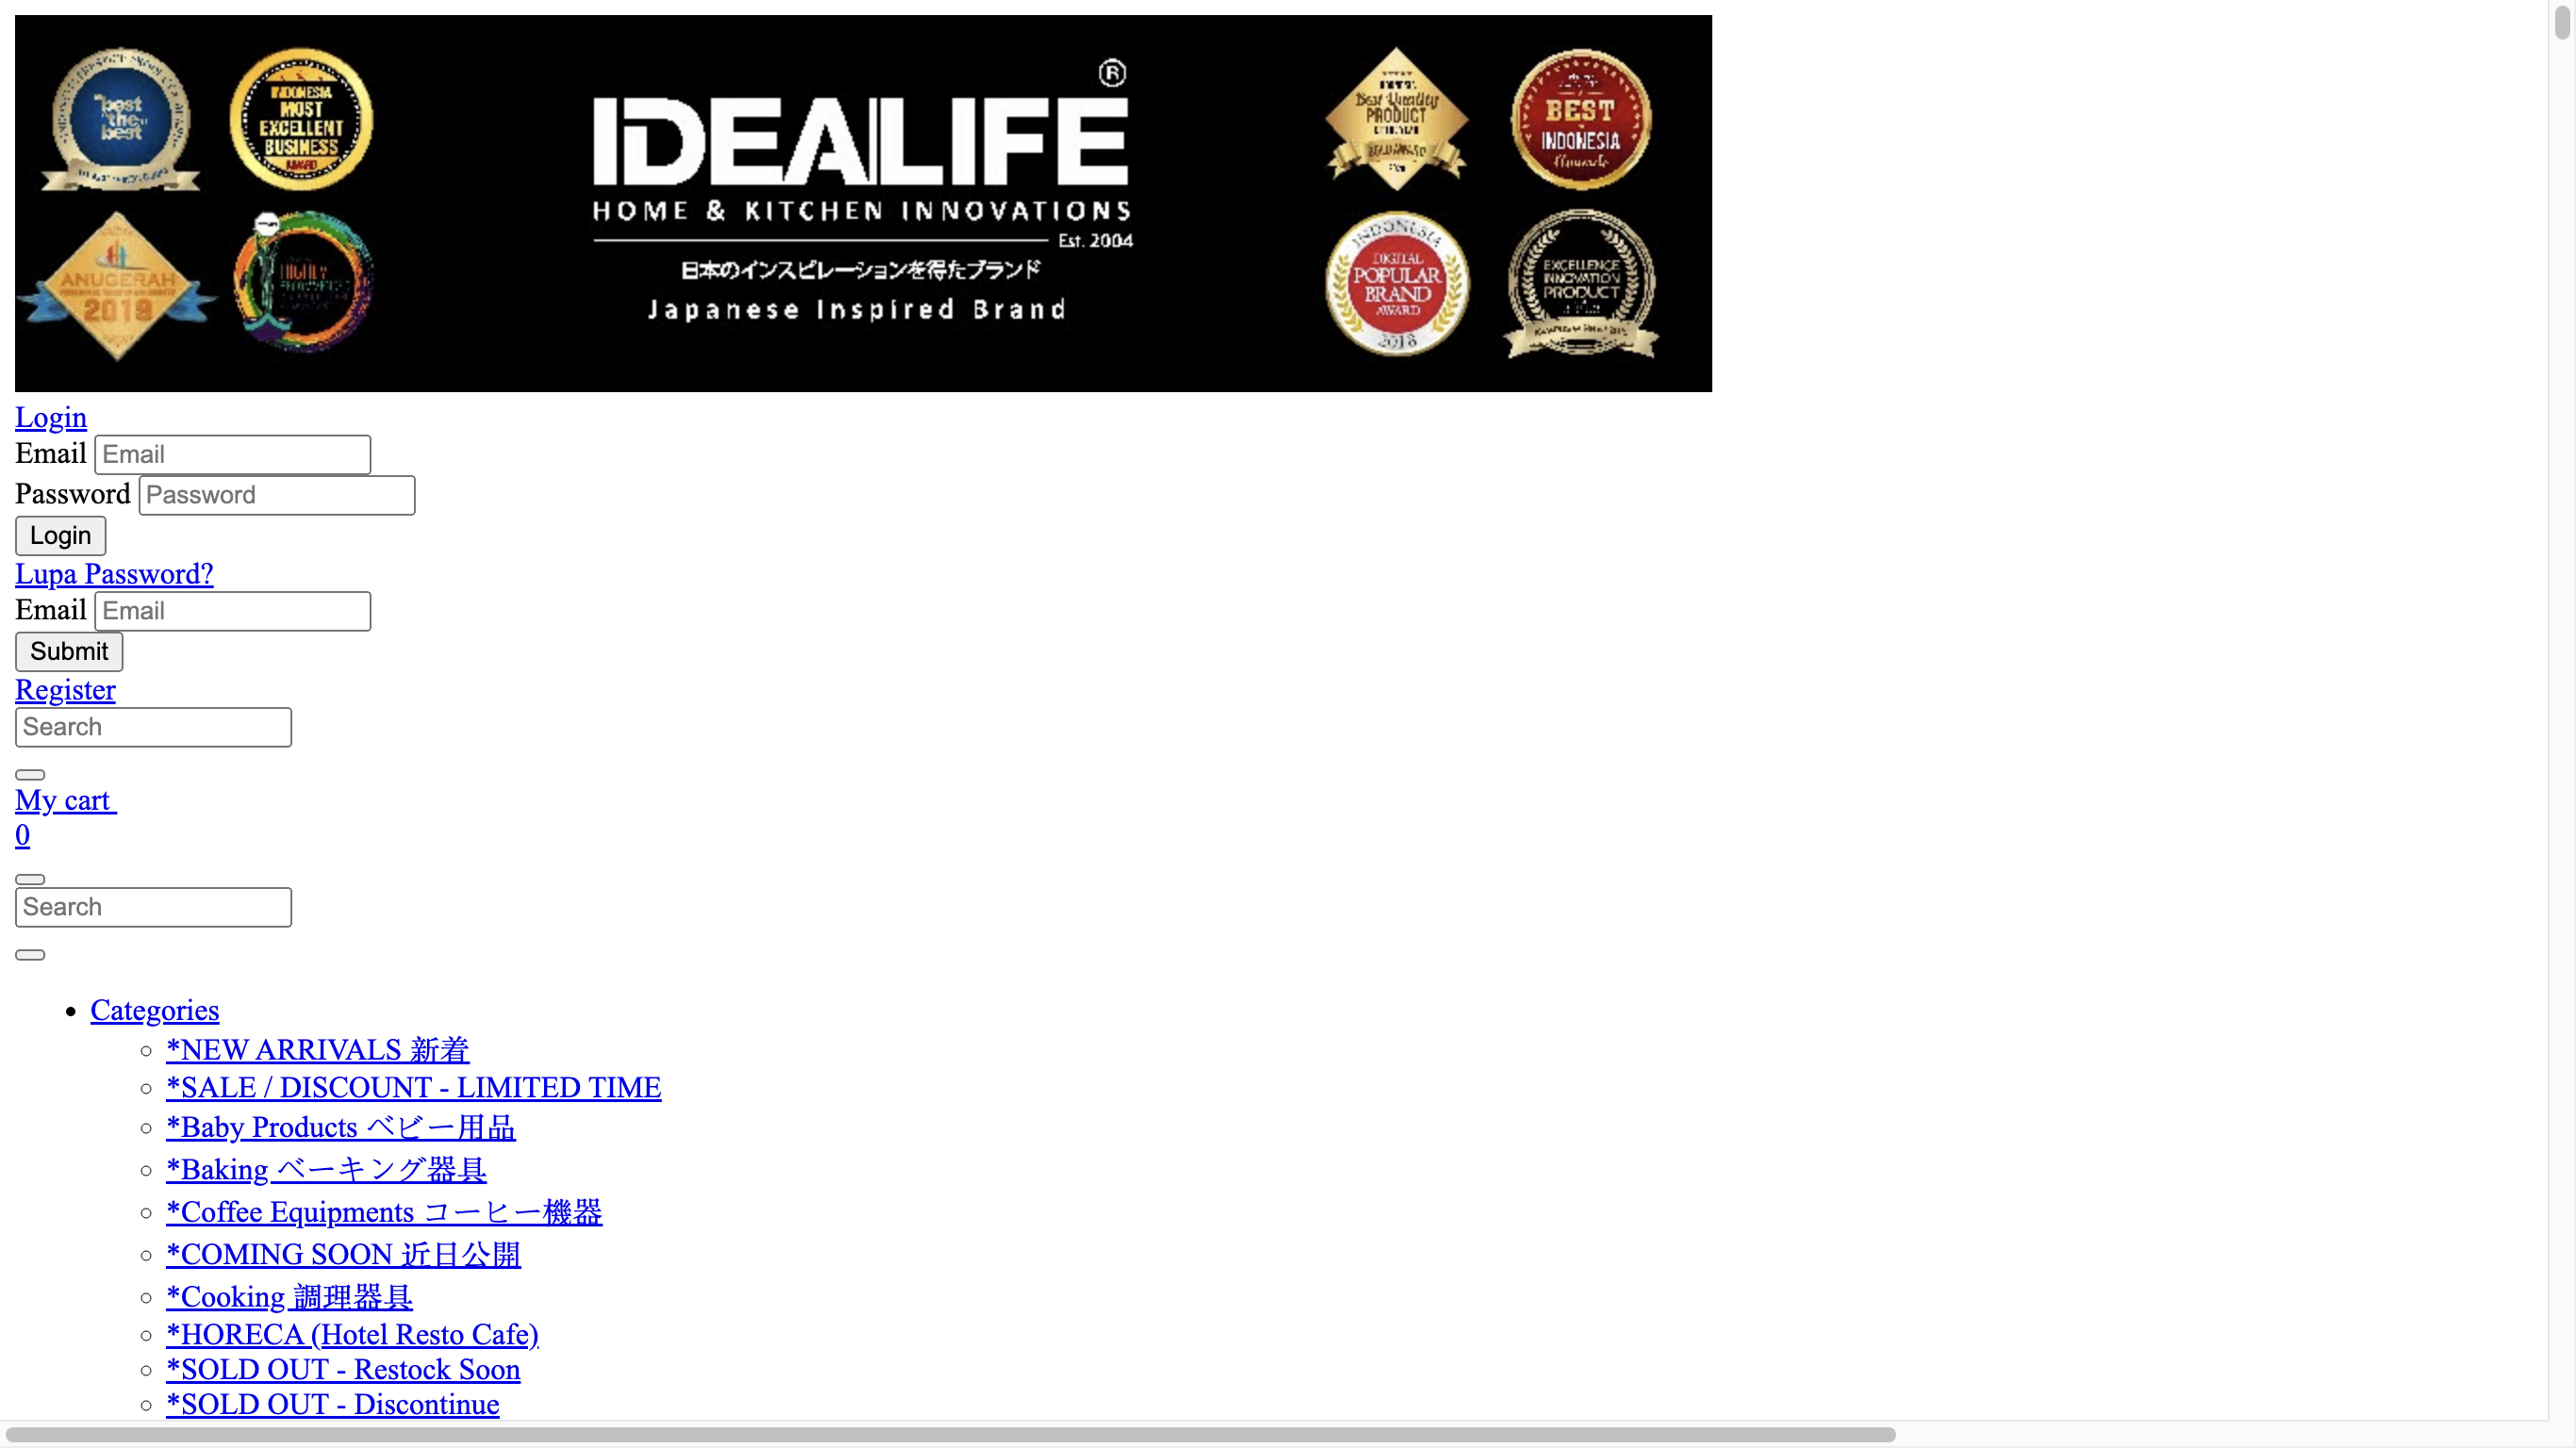 "best
the
best"
INDONESIA
MOST
EXCELLENT
BUSINESS
AWARD
ANUGERAH
2019
HIGHLY
®
IDEALIFE
HOME & KITCHEN INNOVATIONS
Est. 2004
日本のインスピレーションを得たブランド
Japanese Inspired Brand
Best Quality
PRODUCT
GOLD AWARD
BEST
INDONESIA
Awards
INDONESIA
DIGITAL
POPULAR
BRAND
AWARD
2018
EXCELLENCE
INNOVATION
PRODUCT
Login
Email Email
Password Password
Login
Lupa Password?
Email Email
Submit
Register
Search
My cart
0
Search
Categories
*NEW ARRIVALS 新着
*SALE / DISCOUNT - LIMITED TIME
*Baby Products ベビー用品
*Baking ベーキング器具
*Coffee Equipments コーヒー機器
*COMING SOON 近日公開
*Cooking 調理器具
*HORECA (Hotel Resto Cafe)
*SOLD OUT - Restock Soon
*SOLD OUT - Discontinue